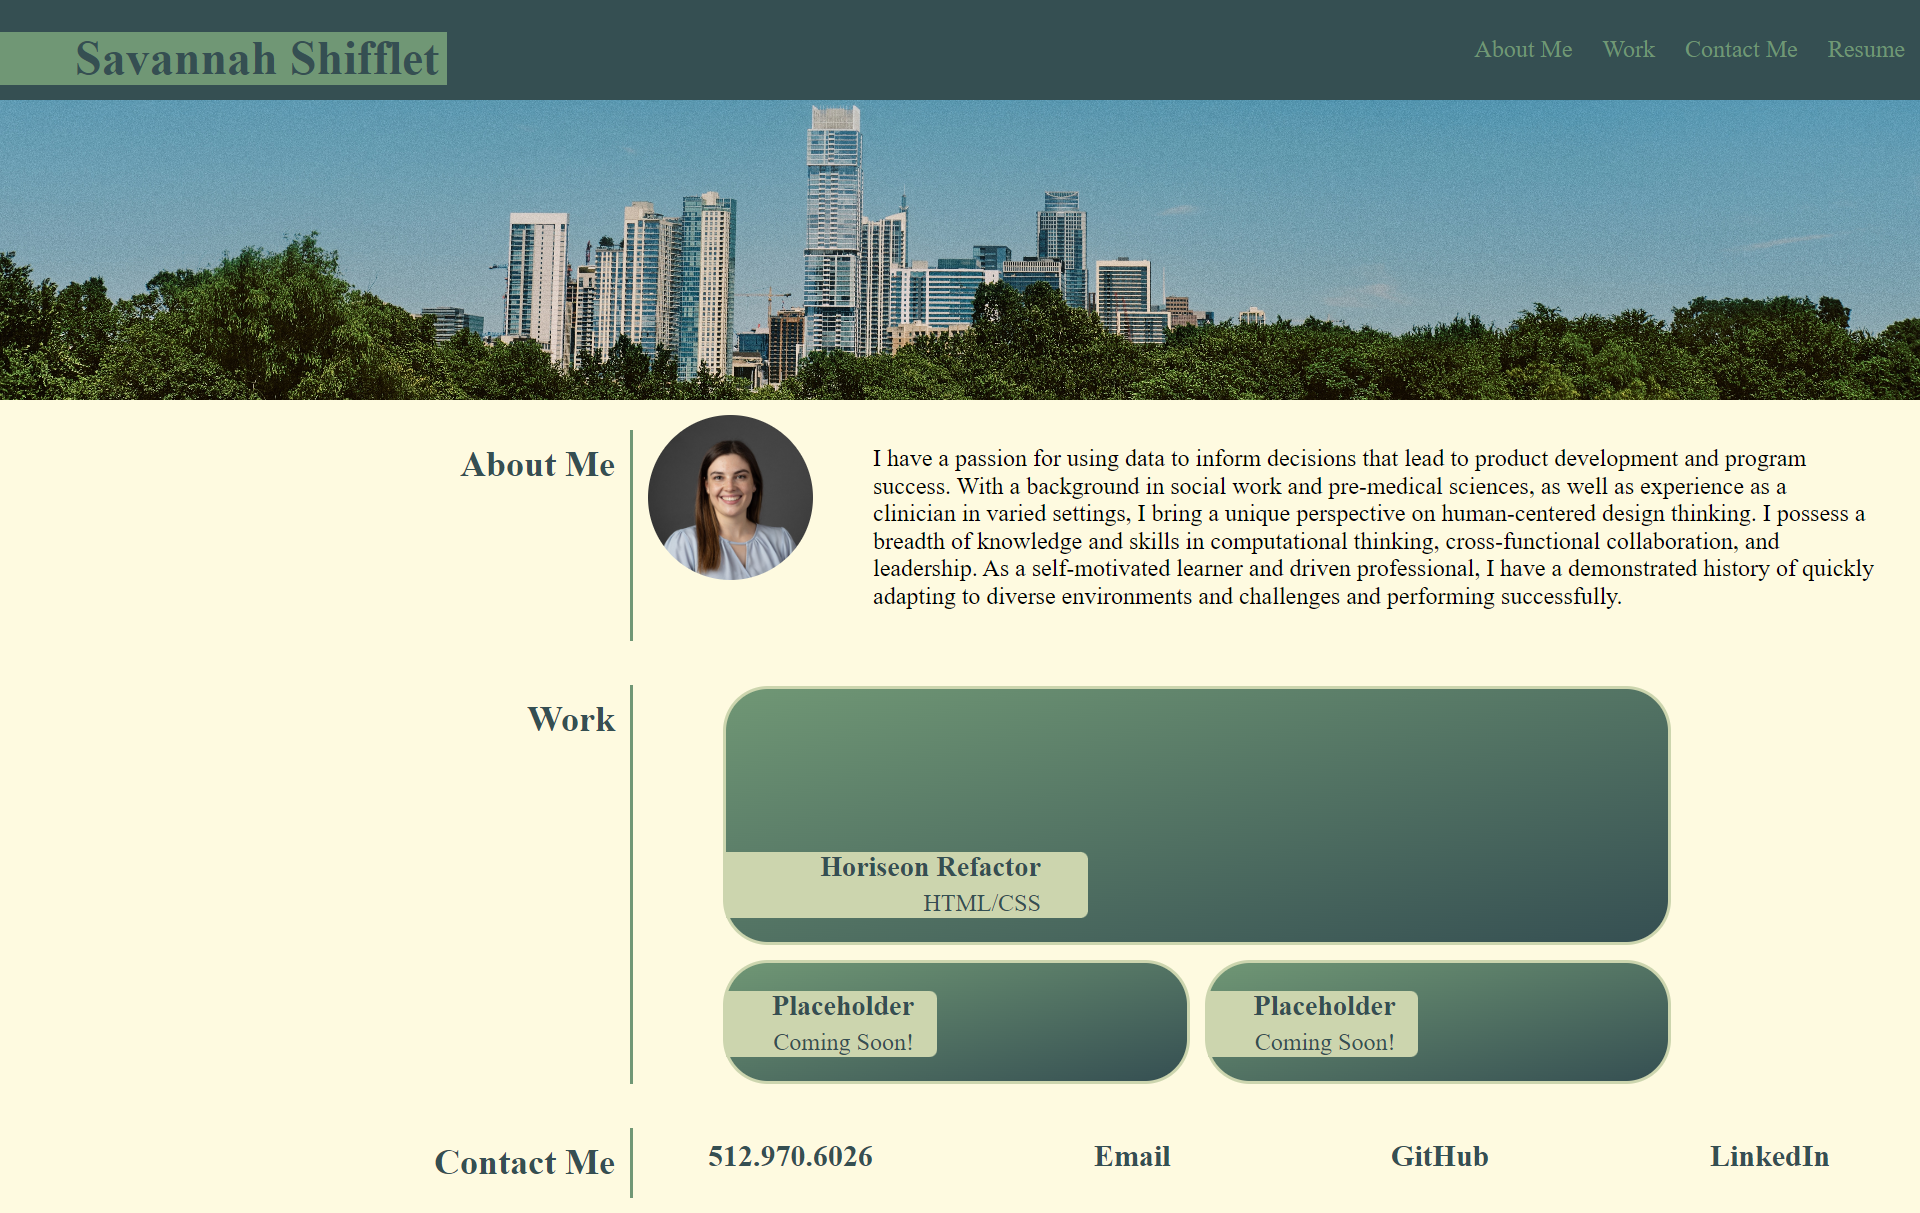 Savannah Shifflet
About Me
Work
Contact Me
Resume
About Me
I have a passion for using data to inform decisions that lead to product development and program
success. With a background in social work and pre-medical sciences, as well as experience as a
clinician in varied settings, I bring a unique perspective on human-centered design thinking. I possess a
breadth of knowledge and skills in computational thinking, cross-functional collaboration, and
leadership. As a self-motivated learner and driven professional, I have a demonstrated history of quickly
adapting to diverse environments and challenges and performing successfully.
Work
Horiseon Refactor
HTML/CSS
Placeholder
Coming Soon!
Placeholder
Coming Soon!
Contact Me
512.970.6026
Email
GitHub
LinkedIn